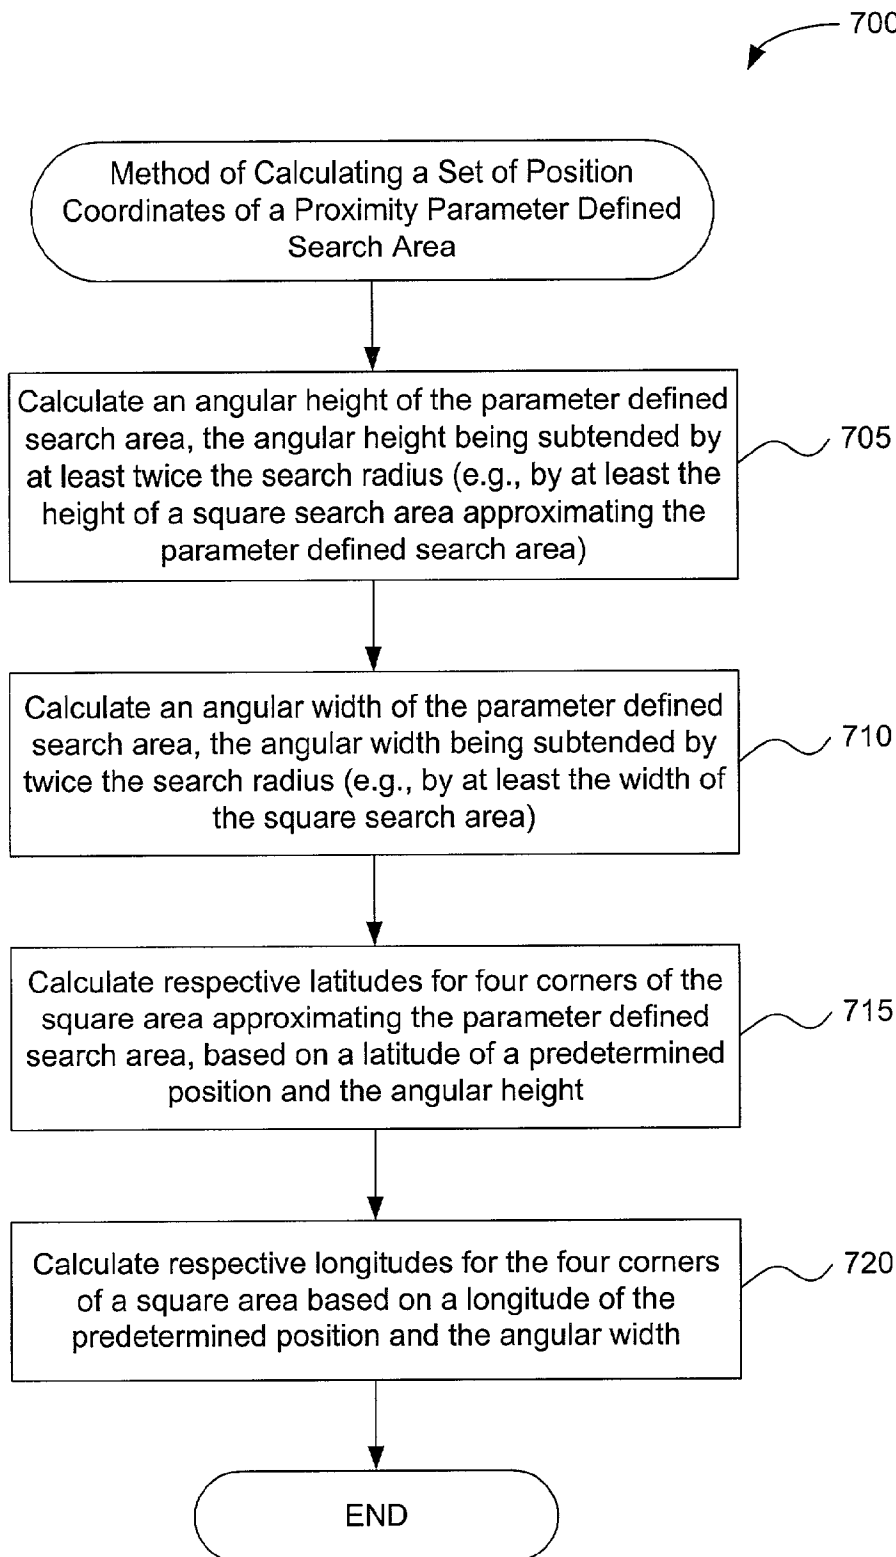 700
Method of Calculating a Set of Position
Coordinates of a Proximity Parameter Defined
Search Area
Calculate an angular height of the parameter defined
search area, the angular height being subtended by
at least twice the search radius (e.g., by at least the
height of a square search area approximating the
parameter defined search area)
705
Calculate an angular width of the parameter defined
search area, the angular width being subtended by
twice the search radius (e.g., by at least the width of
the square search area)
710
Calculate respective latitudes for four corners of the
square area approximating the parameter defined
search area, based on a latitude of a predetermined
position and the angular height
715
Calculate respective longitudes for the four corners
of a square area based on a longitude of the
predetermined position and the angular width
720
END